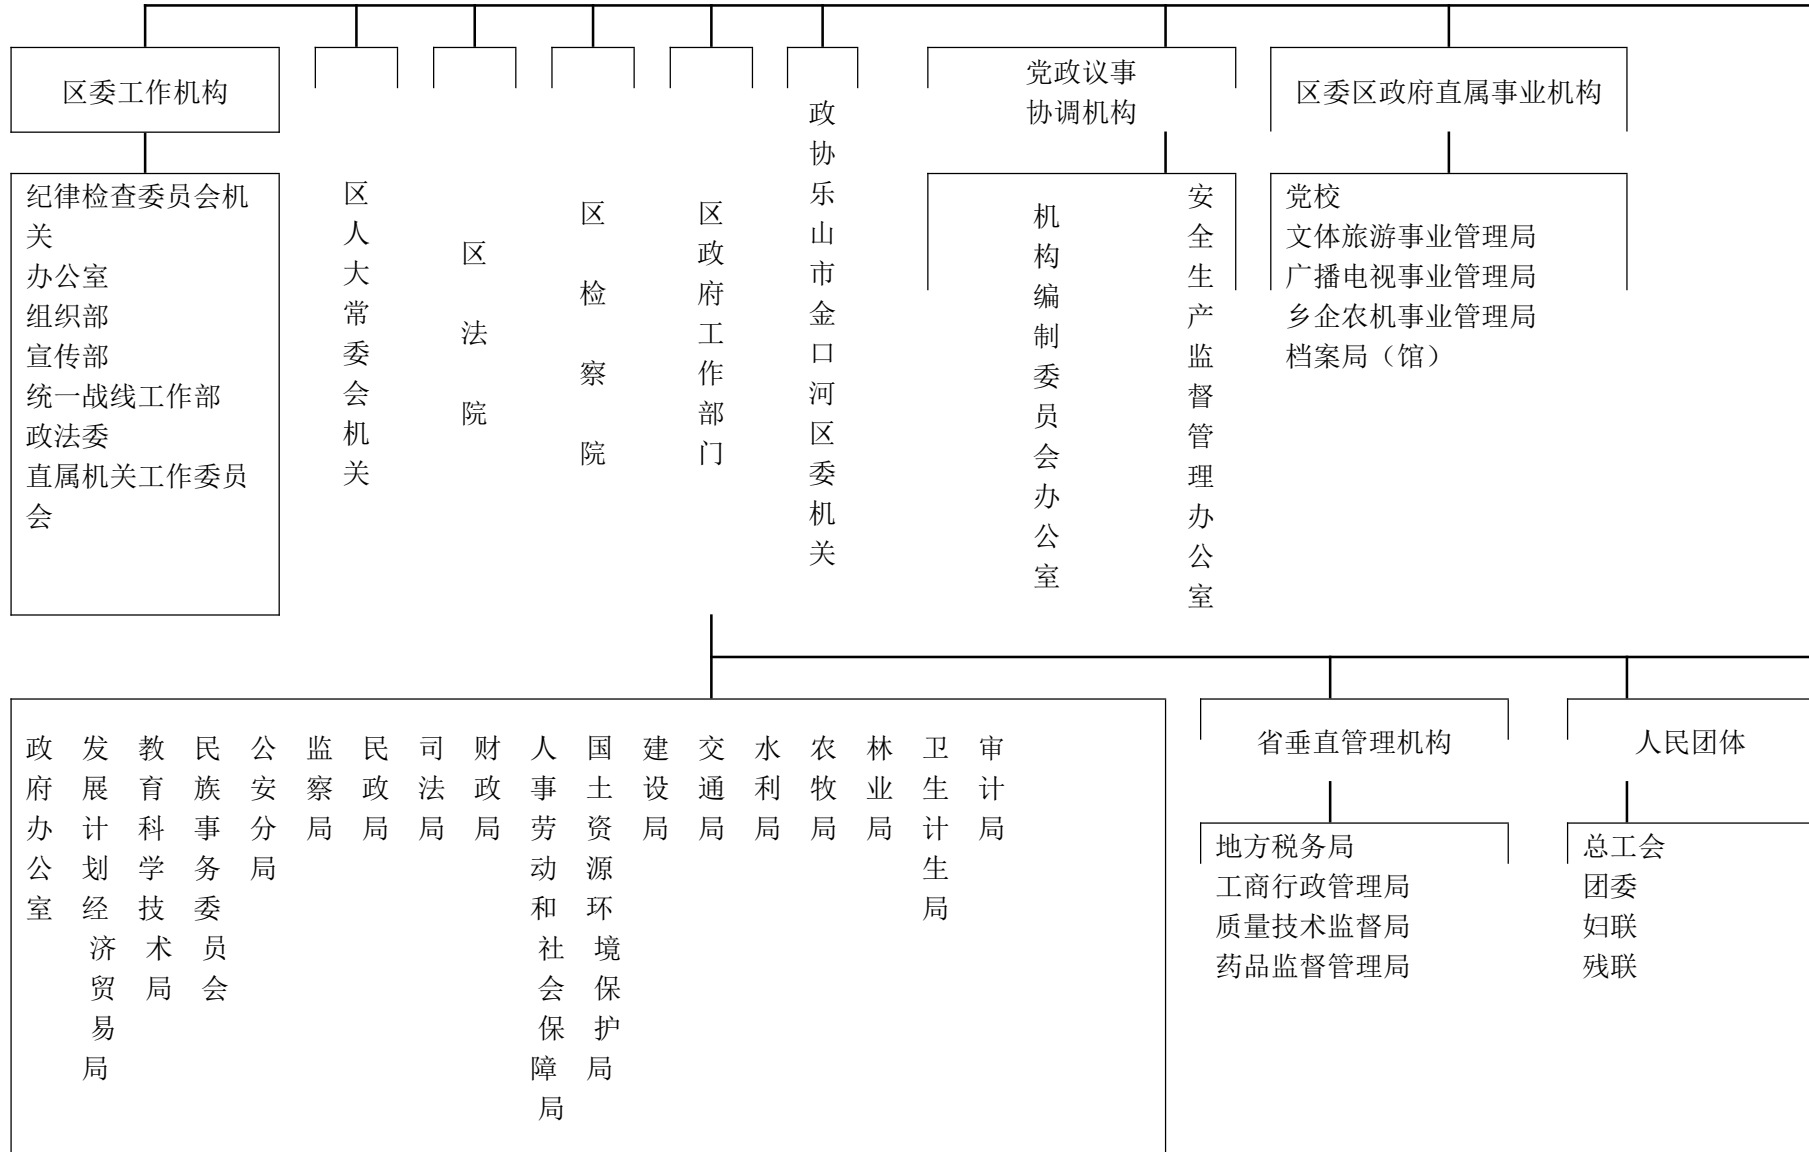 区委工作机构
党政议事
协调机构
区委区政府直属事业机构
纪律检查委员会机
关
办公室
组织部
宣传部
统一战线工作部
政法委
直属机关工作委员
会
区人大常委会机关
区法院
区检察院
区政府工作部门
政协乐山市金口河区委机关
机构编制委员会办公室
安全生产监督管理办公室
党校
文体旅游事业管理局
广播电视事业管理局
乡企农机事业管理局
档案局（馆）
政府办公室
发展计划经济贸易局
教育科学技术局
民族事务委员会
公安分局
监察局
民政局
司法局
财政局
人事劳动和社会保障局
国土资源环境保护局
建设局
交通局
水利局
农牧局
林业局
卫生计生局
审计局
省垂直管理机构
地方税务局
工商行政管理局
质量技术监督局
药品监督管理局
人民团体
总工会
团委
妇联
残联